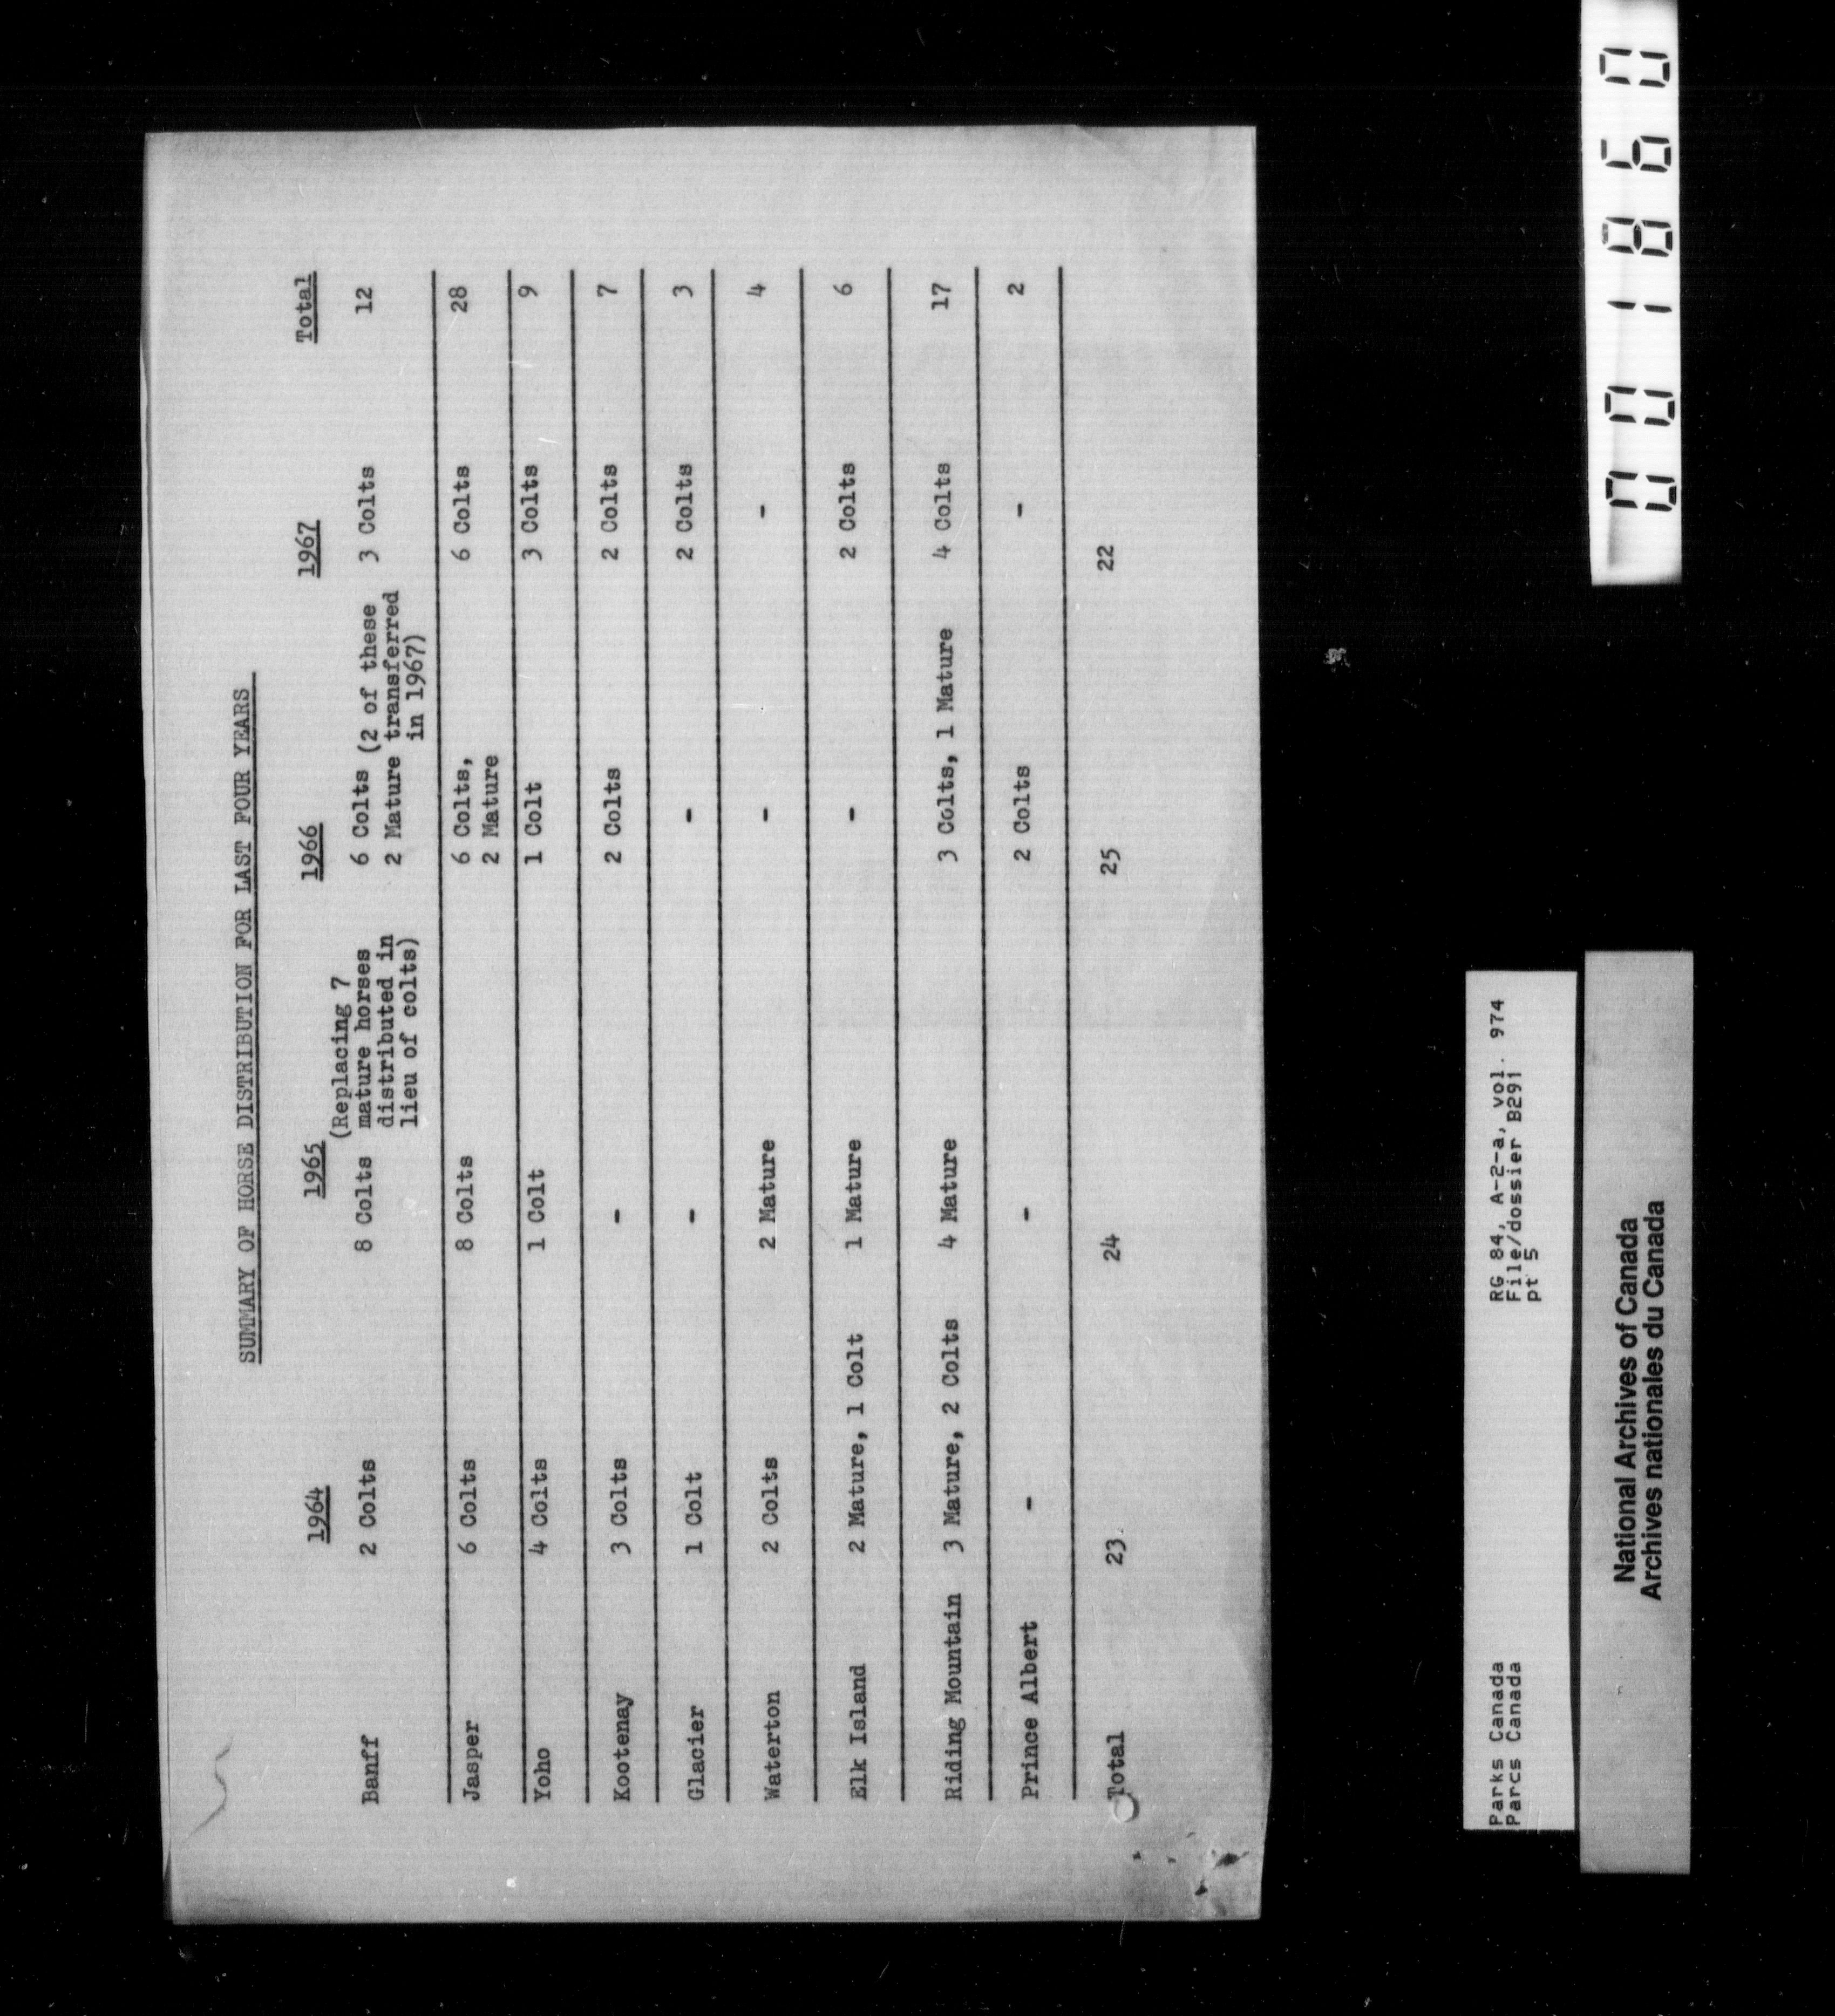 SUMMARY OF HORSE DISTRIBUTION FOR LAST FOUR YEARS
1964 1965 1966 1967 Total
Banff 2 Colts 8 Colts (Replacing 7 mature horses distributed in lieu of colts) 6 Colts (2 of these 2 Mature transferred in 1967) 3 Colts 12
Jasper 6 Colts 8 Colts 6 Colts, 2 Mature 6 Colts 28
Yoho 4 Colts 1 Colt 1 Colt 3 Colts 9
Kootenay 3 Colts - 2 Colts 2 Colts 7
Glacier 1 Colt - - 2 Colts 3
Waterton 2 Colts 2 Mature - - 4
Elk Island 2 Mature, 1 Colt 1 Mature - 2 Colts 6
Riding Mountain 3 Mature, 2 Colts 4 Mature 3 Colts, 1 Mature 4 Colts 17
Prince Albert - - 2 Colts - 2
Total 23 24 25 22
Parks Canada RG 84, A-2-a, vol. 974
Parcs Canada File/dossier B291
pt 5
National Archives of Canada
Archives nationales du Canada
001860